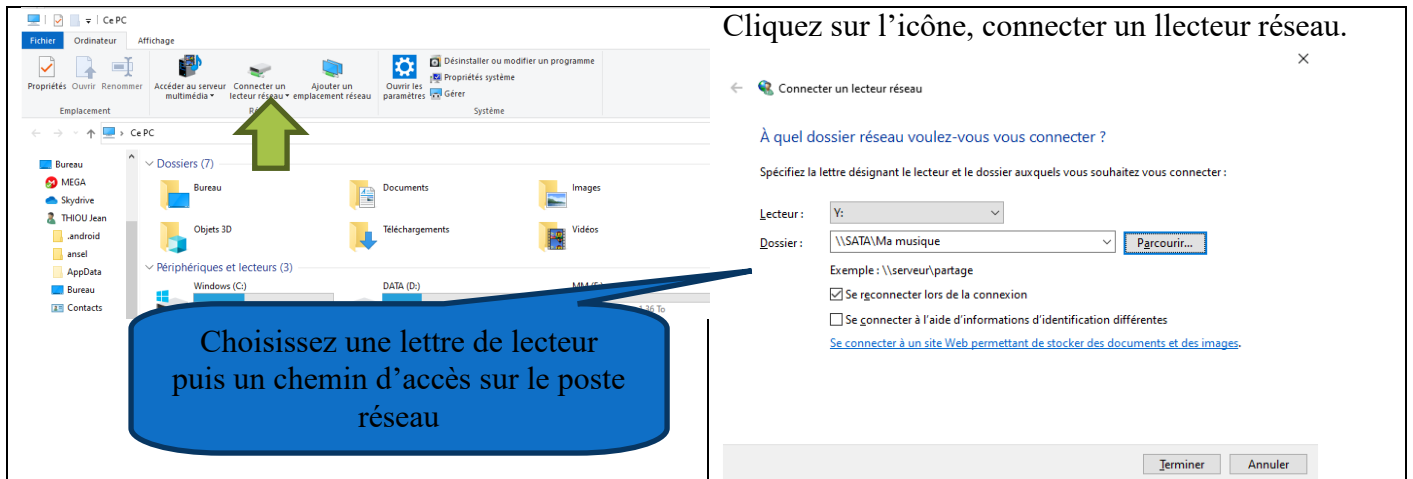 Ce PC
Fichier Ordinateur Affichage
Propriétés Ouvrir Renommer
Accéder au serveur multimédia
Connecter un lecteur réseau
Ajouter un emplacement réseau
Ouvrir les paramètres
Désinstaller ou modifier un programme
Propriétés système
Gérer
Emplacement
Système
Ce PC
Bureau
MEGA
Skydrive
THIOU Jean
.android
ansel
AppData
Bureau
Contacts
Dossiers (7)
Bureau
Documents
Images
Objets 3D
Téléchargements
Vidéos
Périphériques et lecteurs (3)
Windows (C:)
DATA (D:)
Choisissez une lettre de lecteur
puis un chemin d’accès sur le poste
réseau
Cliquez sur l’icône, connecter un llecteur réseau.
Connecter un lecteur réseau
À quel dossier réseau voulez-vous vous connecter ?
Spécifiez la lettre désignant le lecteur et le dossier auxquels vous souhaitez vous connecter :
Lecteur : Y:
Dossier : \\SATA\Ma musique Parcourir...
Exemple : \\serveur\partage
Se reconnecter lors de la connexion
Se connecter à l'aide d'informations d'identification différentes
Se connecter à un site Web permettant de stocker des documents et des images.
Terminer Annuler